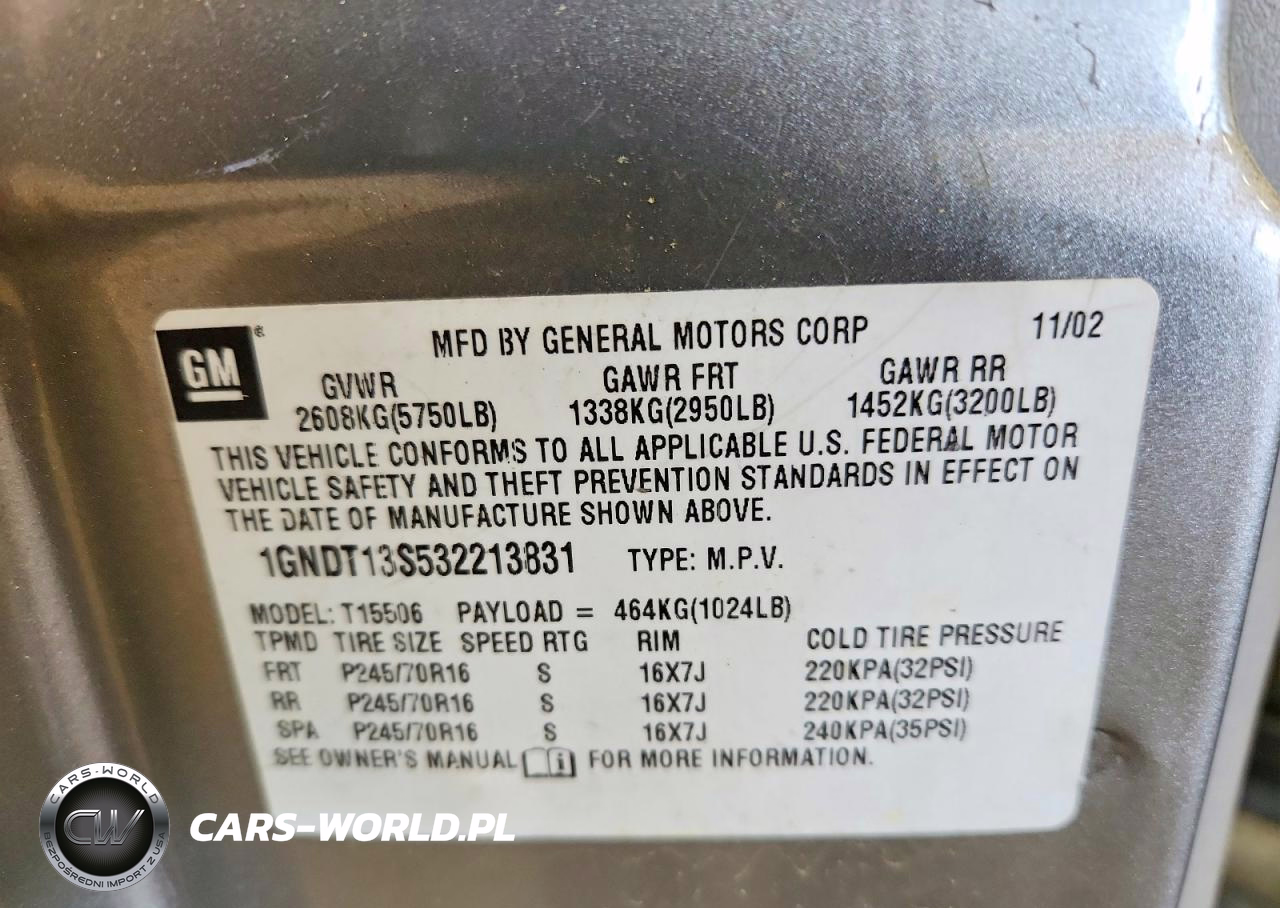 GM ®
MFD BY GENERAL MOTORS CORP 11/02
GVWR GAWR FRT GAWR RR
2608KG(5750LB) 1338KG(2950LB) 1452KG(3200LB)
THIS VEHICLE CONFORMS TO ALL APPLICABLE U.S. FEDERAL MOTOR
VEHICLE SAFETY AND THEFT PREVENTION STANDARDS IN EFFECT ON
THE DATE OF MANUFACTURE SHOWN ABOVE.
1GNDT13S532213831 TYPE: M.P.V.
MODEL: T15506 PAYLOAD = 464KG(1024LB)
TPMD TIRE SIZE SPEED RTG RIM COLD TIRE PRESSURE
FRT P245/70R16 S 16X7J 220KPA(32PSI)
RR P245/70R16 S 16X7J 220KPA(32PSI)
SPA P245/70R16 S 16X7J 240KPA(35PSI)
SEE OWNER'S MANUAL i FOR MORE INFORMATION.
CARS-WORLD
CW
BEZPOŚREDNI IMPORT Z USA
CARS-WORLD.PL